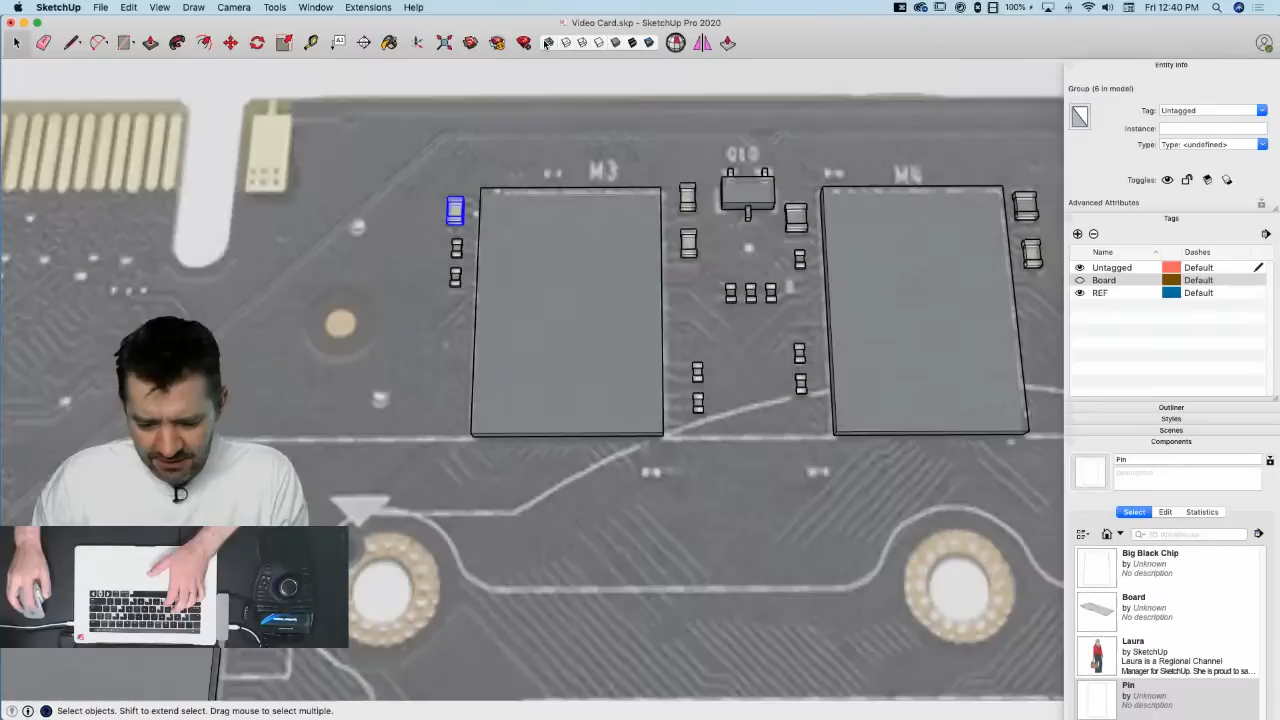 SketchUp File Edit View Draw Camera Tools Window Extensions Help
100% Fri 12:40 PM
Video Card.skp - SketchUp Pro 2020
Entity Info
Group (6 in model)
Tag: Untagged
Instance:
Type: Type: <undefined>
Toggles:
Advanced Attributes
Tags
Name Dashes
Untagged Default
Board Default
REF Default
Outliner
Styles
Scenes
Components
Pin
Description
Select Edit Statistics
3D Warehouse
Big Black Chip
by Unknown
No description
Board
by Unknown
No description
Laura
by SketchUp
Laura is a Regional Channel
Manager for SketchUp. She is proud to sa...
Pin
by Unknown
No description
M3
M4
Select objects. Shift to extend select. Drag mouse to select multiple.